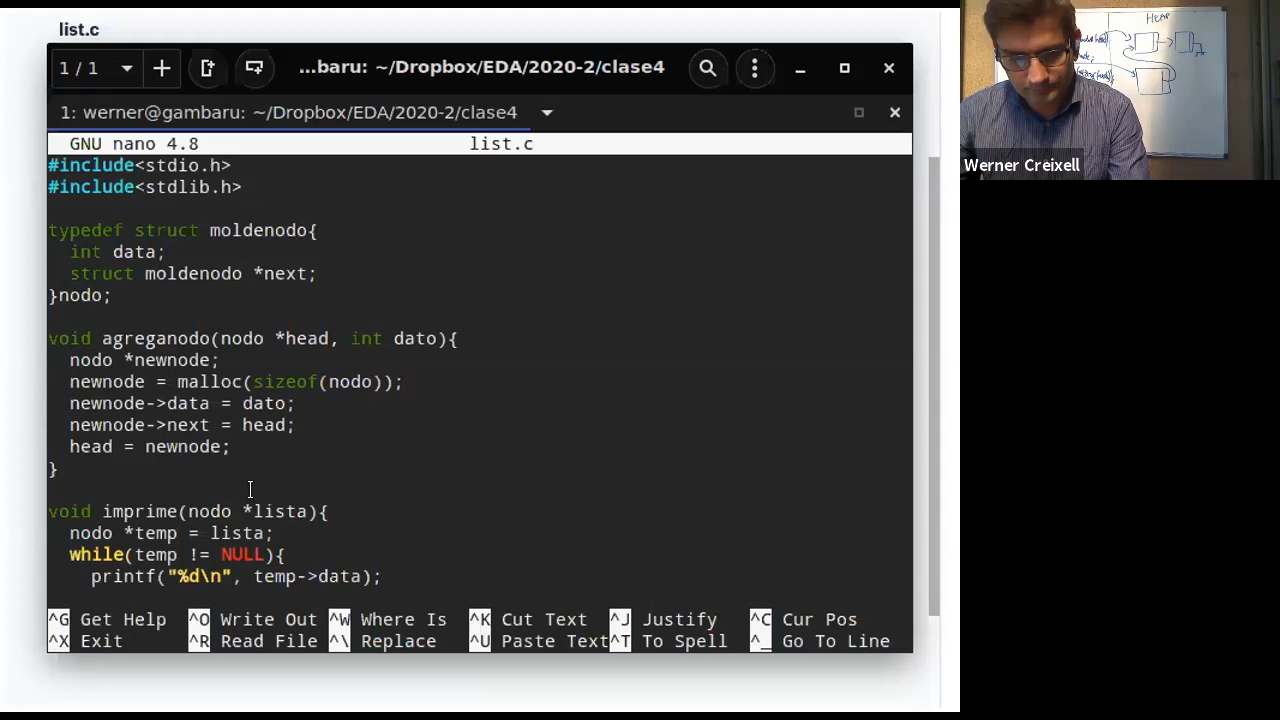 list.c
1 / 1
...baru: ~/Dropbox/EDA/2020-2/clase4
1: werner@gambaru: ~/Dropbox/EDA/2020-2/clase4
GNU nano 4.8 list.c
#include<stdio.h>
#include<stdlib.h>
typedef struct moldenodo{
int data;
struct moldenodo *next;
}nodo;
void agreganodo(nodo *head, int dato){
nodo *newnode;
newnode = malloc(sizeof(nodo));
newnode->data = dato;
newnode->next = head;
head = newnode;
}
void imprime(nodo *lista){
nodo *temp = lista;
while(temp != NULL){
printf("%d\n", temp->data);
^G Get Help ^O Write Out ^W Where Is ^K Cut Text ^J Justify ^C Cur Pos
^X Exit ^R Read File ^\ Replace ^U Paste Text ^T To Spell ^_ Go To Line
Heap
Werner Creixell